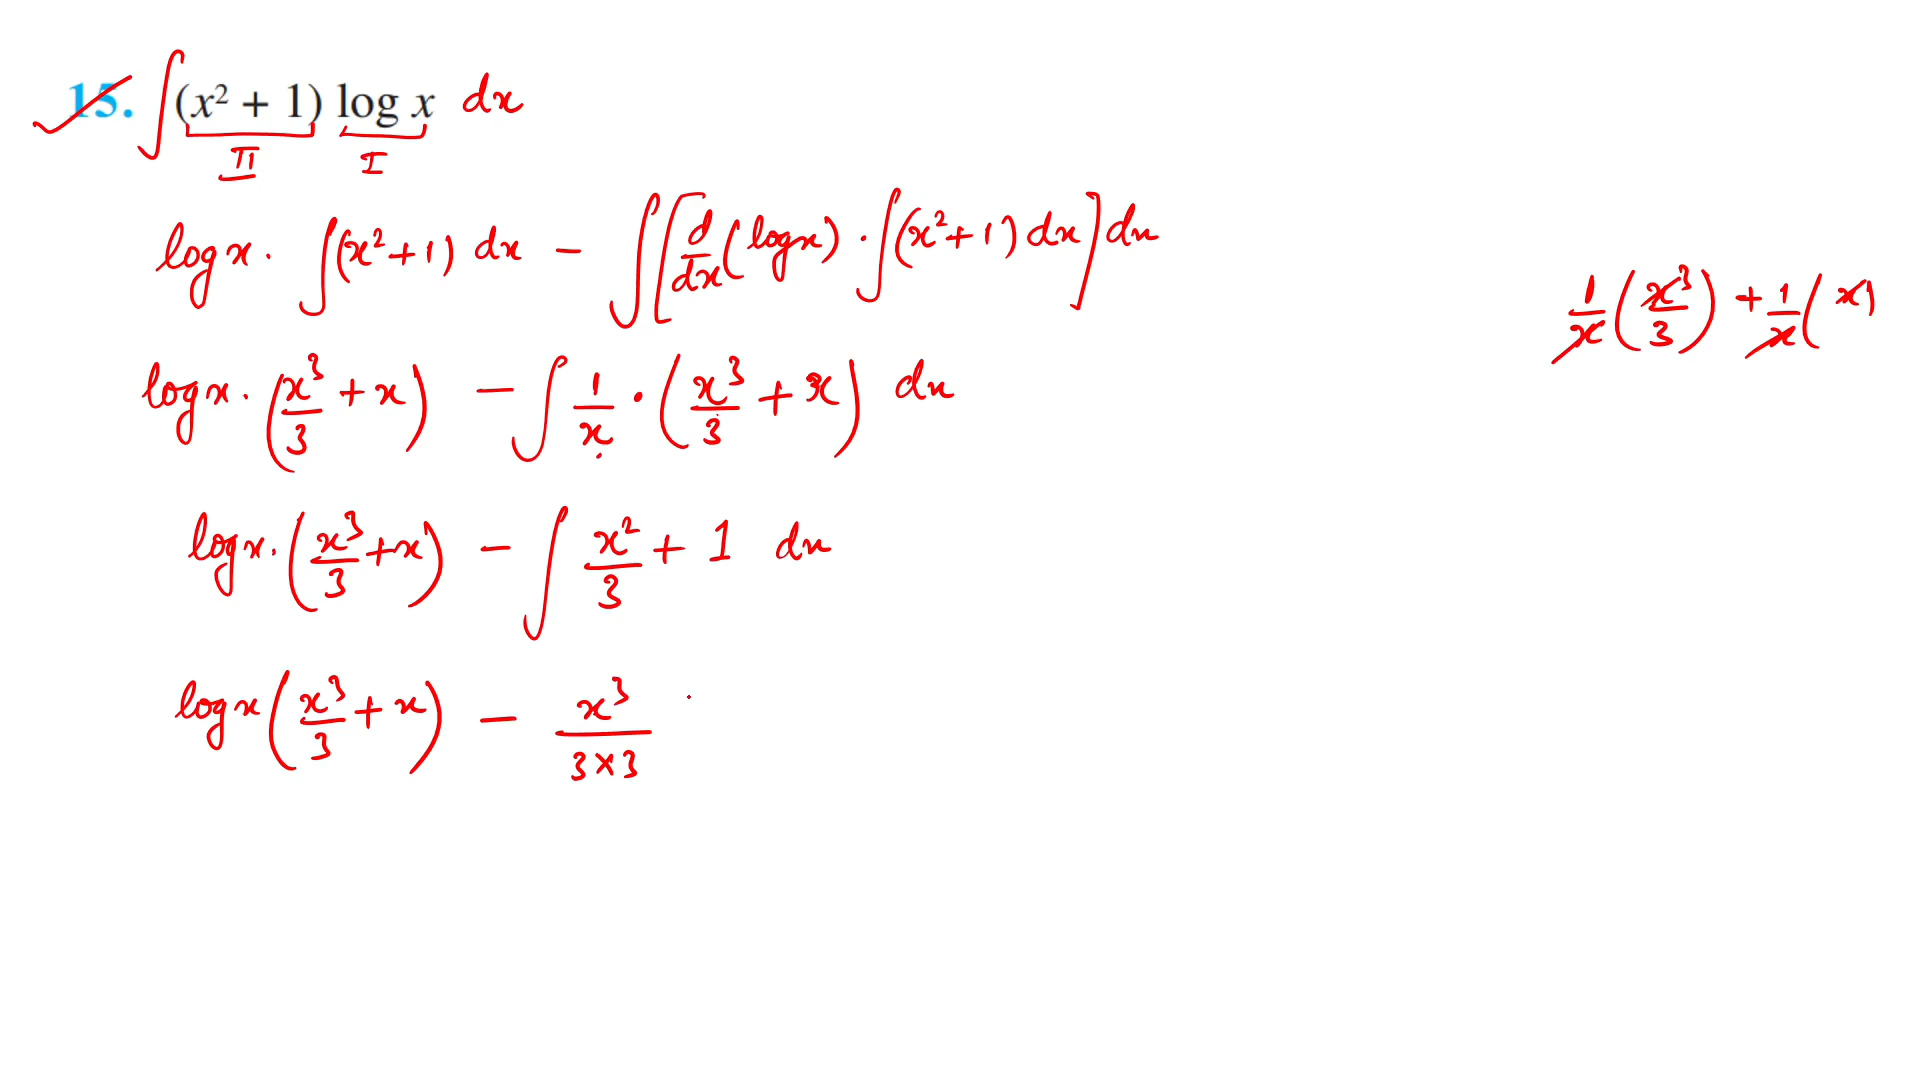 15. ∫(x² + 1) log x dx
II I
log x · ∫(x²+1) dx − ∫[d/dx(log x) · ∫(x²+1) dx] dx
1/x (x³/3) + 1/x (x)
log x · (x³/3 + x) − ∫ 1/x · (x³/3 + x) dx
log x · (x³/3 + x) − ∫ x²/3 + 1 dx
log x (x³/3 + x) − x³/3×3